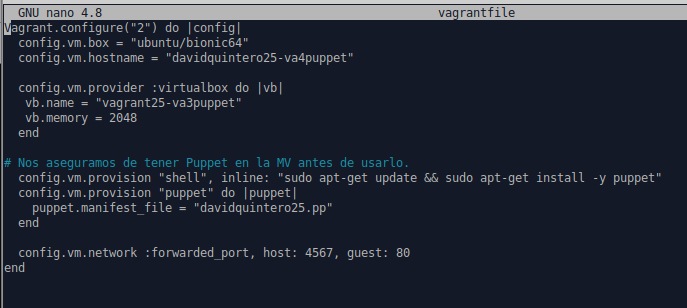 GNU nano 4.8 vagrantfile
Vagrant.configure("2") do |config|
config.vm.box = "ubuntu/bionic64"
config.vm.hostname = "davidquintero25-va4puppet"
config.vm.provider :virtualbox do |vb|
vb.name = "vagrant25-va3puppet"
vb.memory = 2048
end
# Nos aseguramos de tener Puppet en la MV antes de usarlo.
config.vm.provision "shell", inline: "sudo apt-get update && sudo apt-get install -y puppet"
config.vm.provision "puppet" do |puppet|
puppet.manifest_file = "davidquintero25.pp"
end
config.vm.network :forwarded_port, host: 4567, guest: 80
end